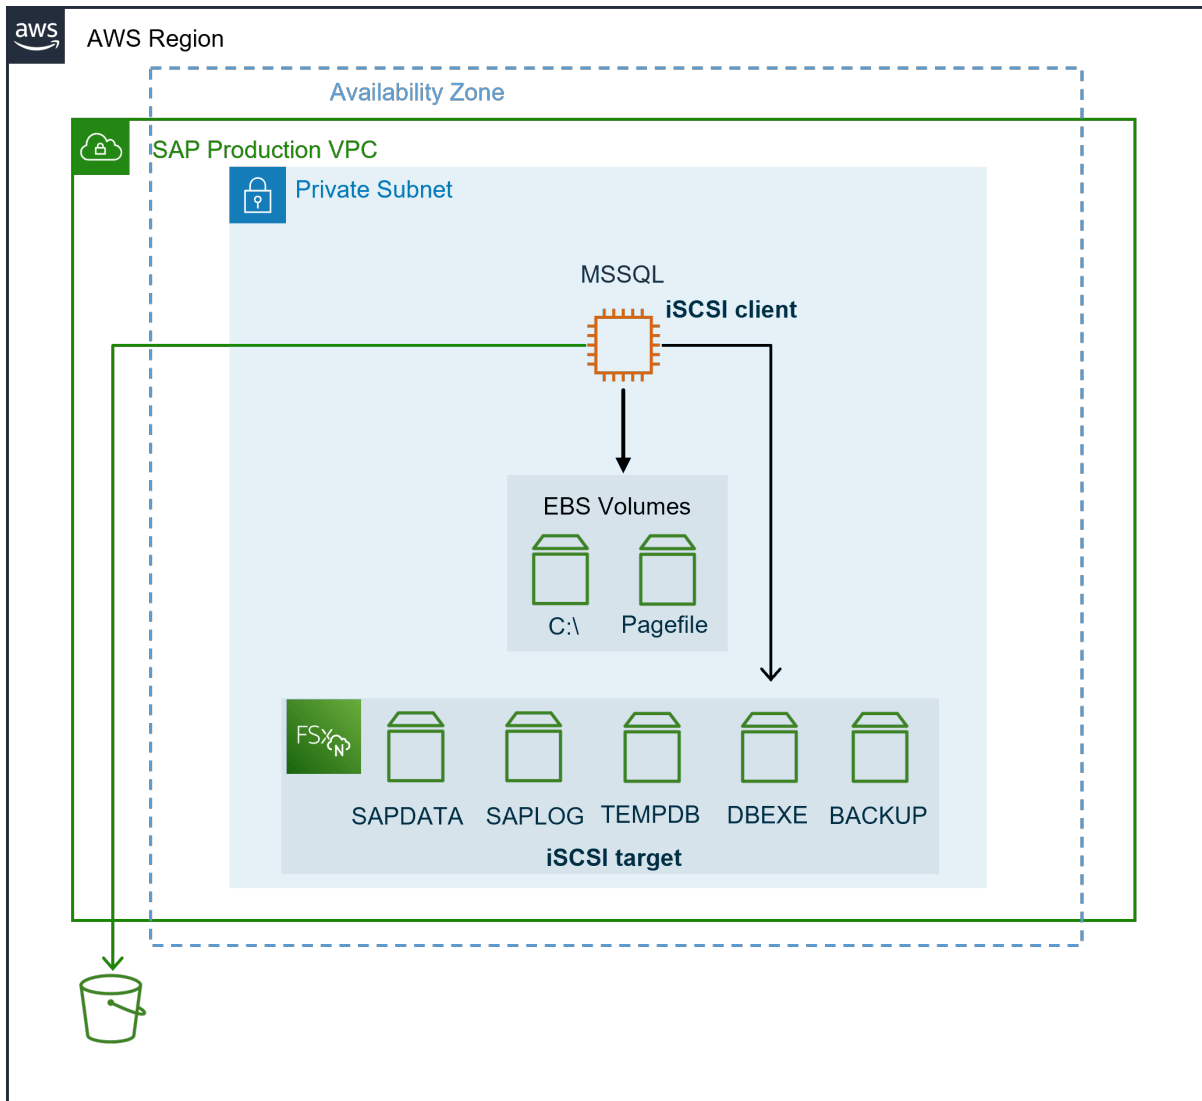 aws
AWS Region
Availability Zone
SAP Production VPC
Private Subnet
MSSQL
iSCSI client
EBS Volumes
C:\
Pagefile
FSx
N
SAPDATA
SAPLOG
TEMPDB
DBEXE
BACKUP
iSCSI target